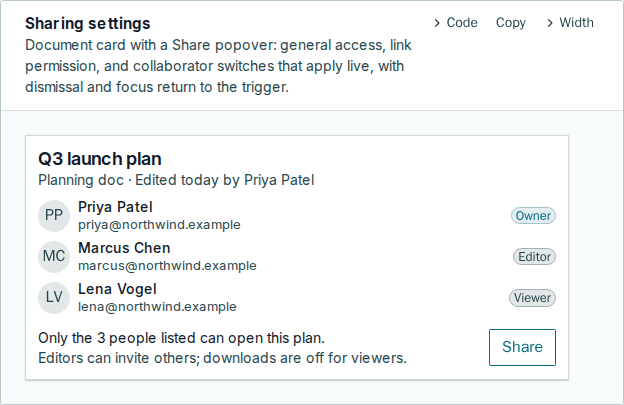 Sharing settings
Code
Copy
Width
Document card with a Share popover: general access, link
permission, and collaborator switches that apply live, with
dismissal and focus return to the trigger.
Q3 launch plan
Planning doc · Edited today by Priya Patel
PP
Priya Patel
priya@northwind.example
Owner
MC
Marcus Chen
marcus@northwind.example
Editor
LV
Lena Vogel
lena@northwind.example
Viewer
Only the 3 people listed can open this plan.
Editors can invite others; downloads are off for viewers.
Share